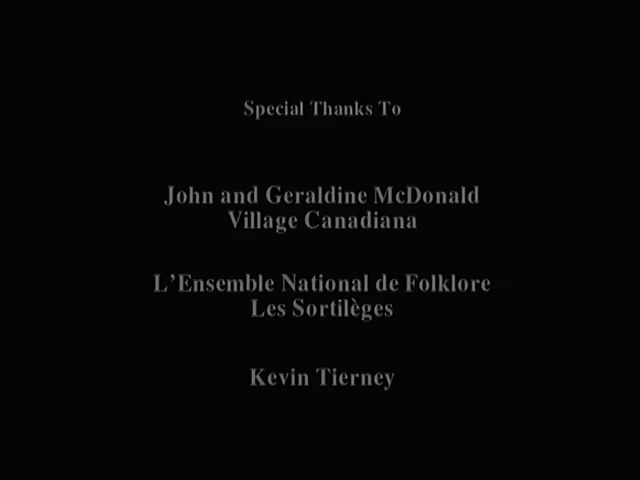 Special Thanks To
John and Geraldine McDonald
Village Canadiana
L'Ensemble National de Folklore
Les Sortilèges
Kevin Tierney